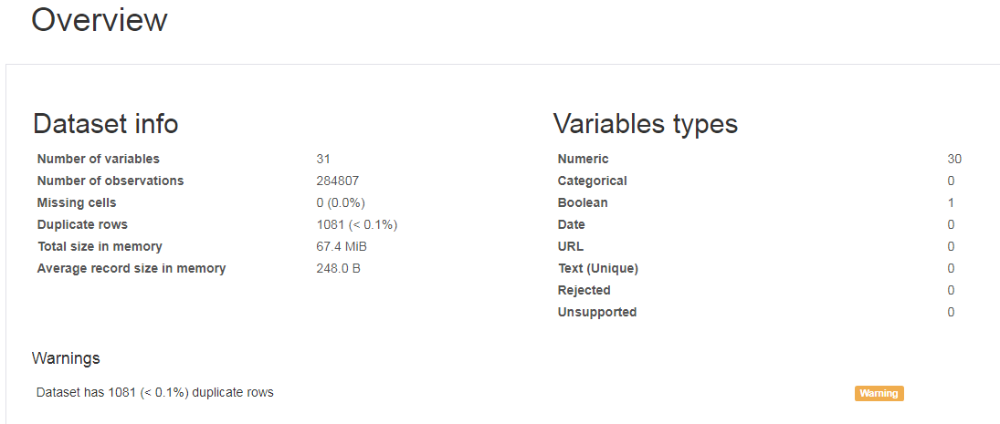 Overview
Dataset info
Number of variables 31
Number of observations 284807
Missing cells 0 (0.0%)
Duplicate rows 1081 (< 0.1%)
Total size in memory 67.4 MiB
Average record size in memory 248.0 B
Variables types
Numeric 30
Categorical 0
Boolean 1
Date 0
URL 0
Text (Unique) 0
Rejected 0
Unsupported 0
Warnings
Dataset has 1081 (< 0.1%) duplicate rows Warning